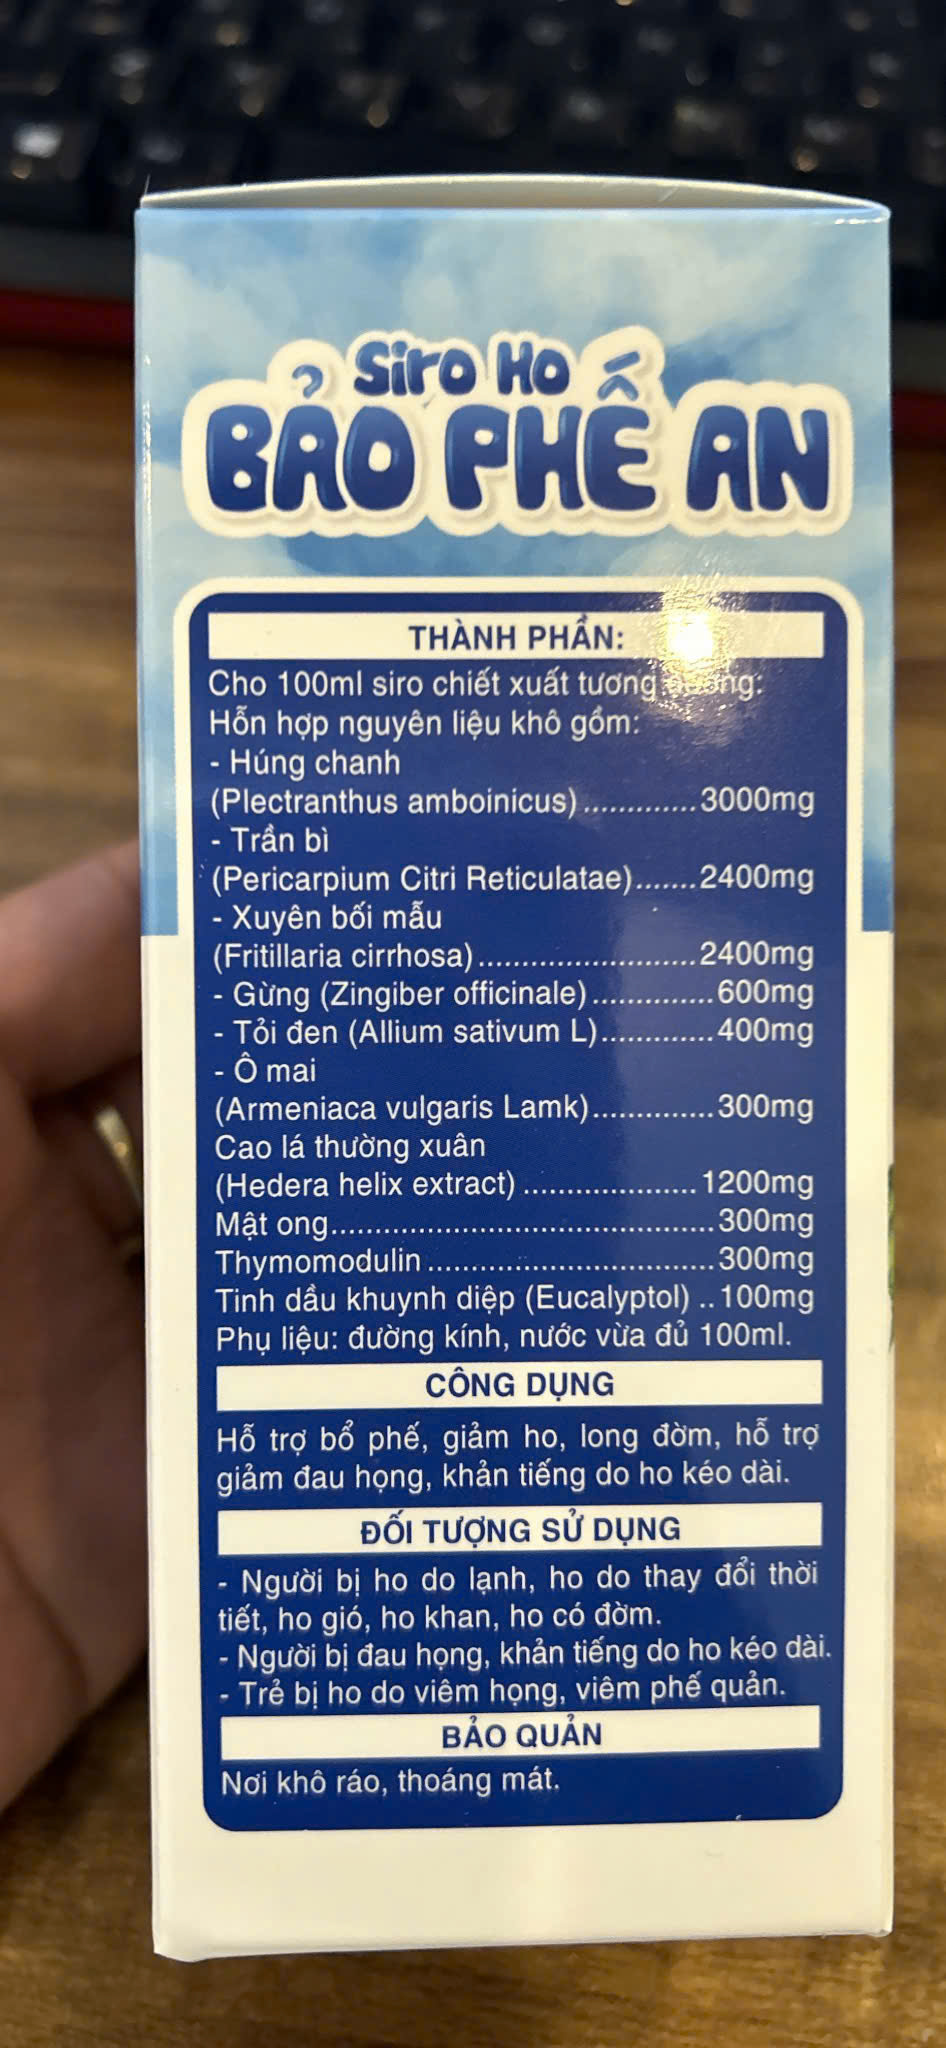 Siro Ho
BẢO PHẾ AN
THÀNH PHẦN:
Cho 100ml siro chiết xuất tương đương:
Hỗn hợp nguyên liệu khô gồm:
- Húng chanh
(Plectranthus amboinicus).............3000mg
- Trần bì
(Pericarpium Citri Reticulatae).......2400mg
- Xuyên bối mẫu
(Fritillaria cirrhosa).........................2400mg
- Gừng (Zingiber officinale)..............600mg
- Tỏi đen (Allium sativum L).............400mg
- Ô mai
(Armeniaca vulgaris Lamk)..............300mg
Cao lá thường xuân
(Hedera helix extract)....................1200mg
Mật ong............................................300mg
Thymomodulin.................................300mg
Tinh dầu khuynh diệp (Eucalyptol)..100mg
Phụ liệu: đường kính, nước vừa đủ 100ml.
CÔNG DỤNG
Hỗ trợ bổ phế, giảm ho, long đờm, hỗ trợ
giảm đau họng, khản tiếng do ho kéo dài.
ĐỐI TƯỢNG SỬ DỤNG
- Người bị ho do lạnh, ho do thay đổi thời
tiết, ho gió, ho khan, ho có đờm.
- Người bị đau họng, khản tiếng do ho kéo dài.
- Trẻ bị ho do viêm họng, viêm phế quản.
BẢO QUẢN
Nơi khô ráo, thoáng mát.